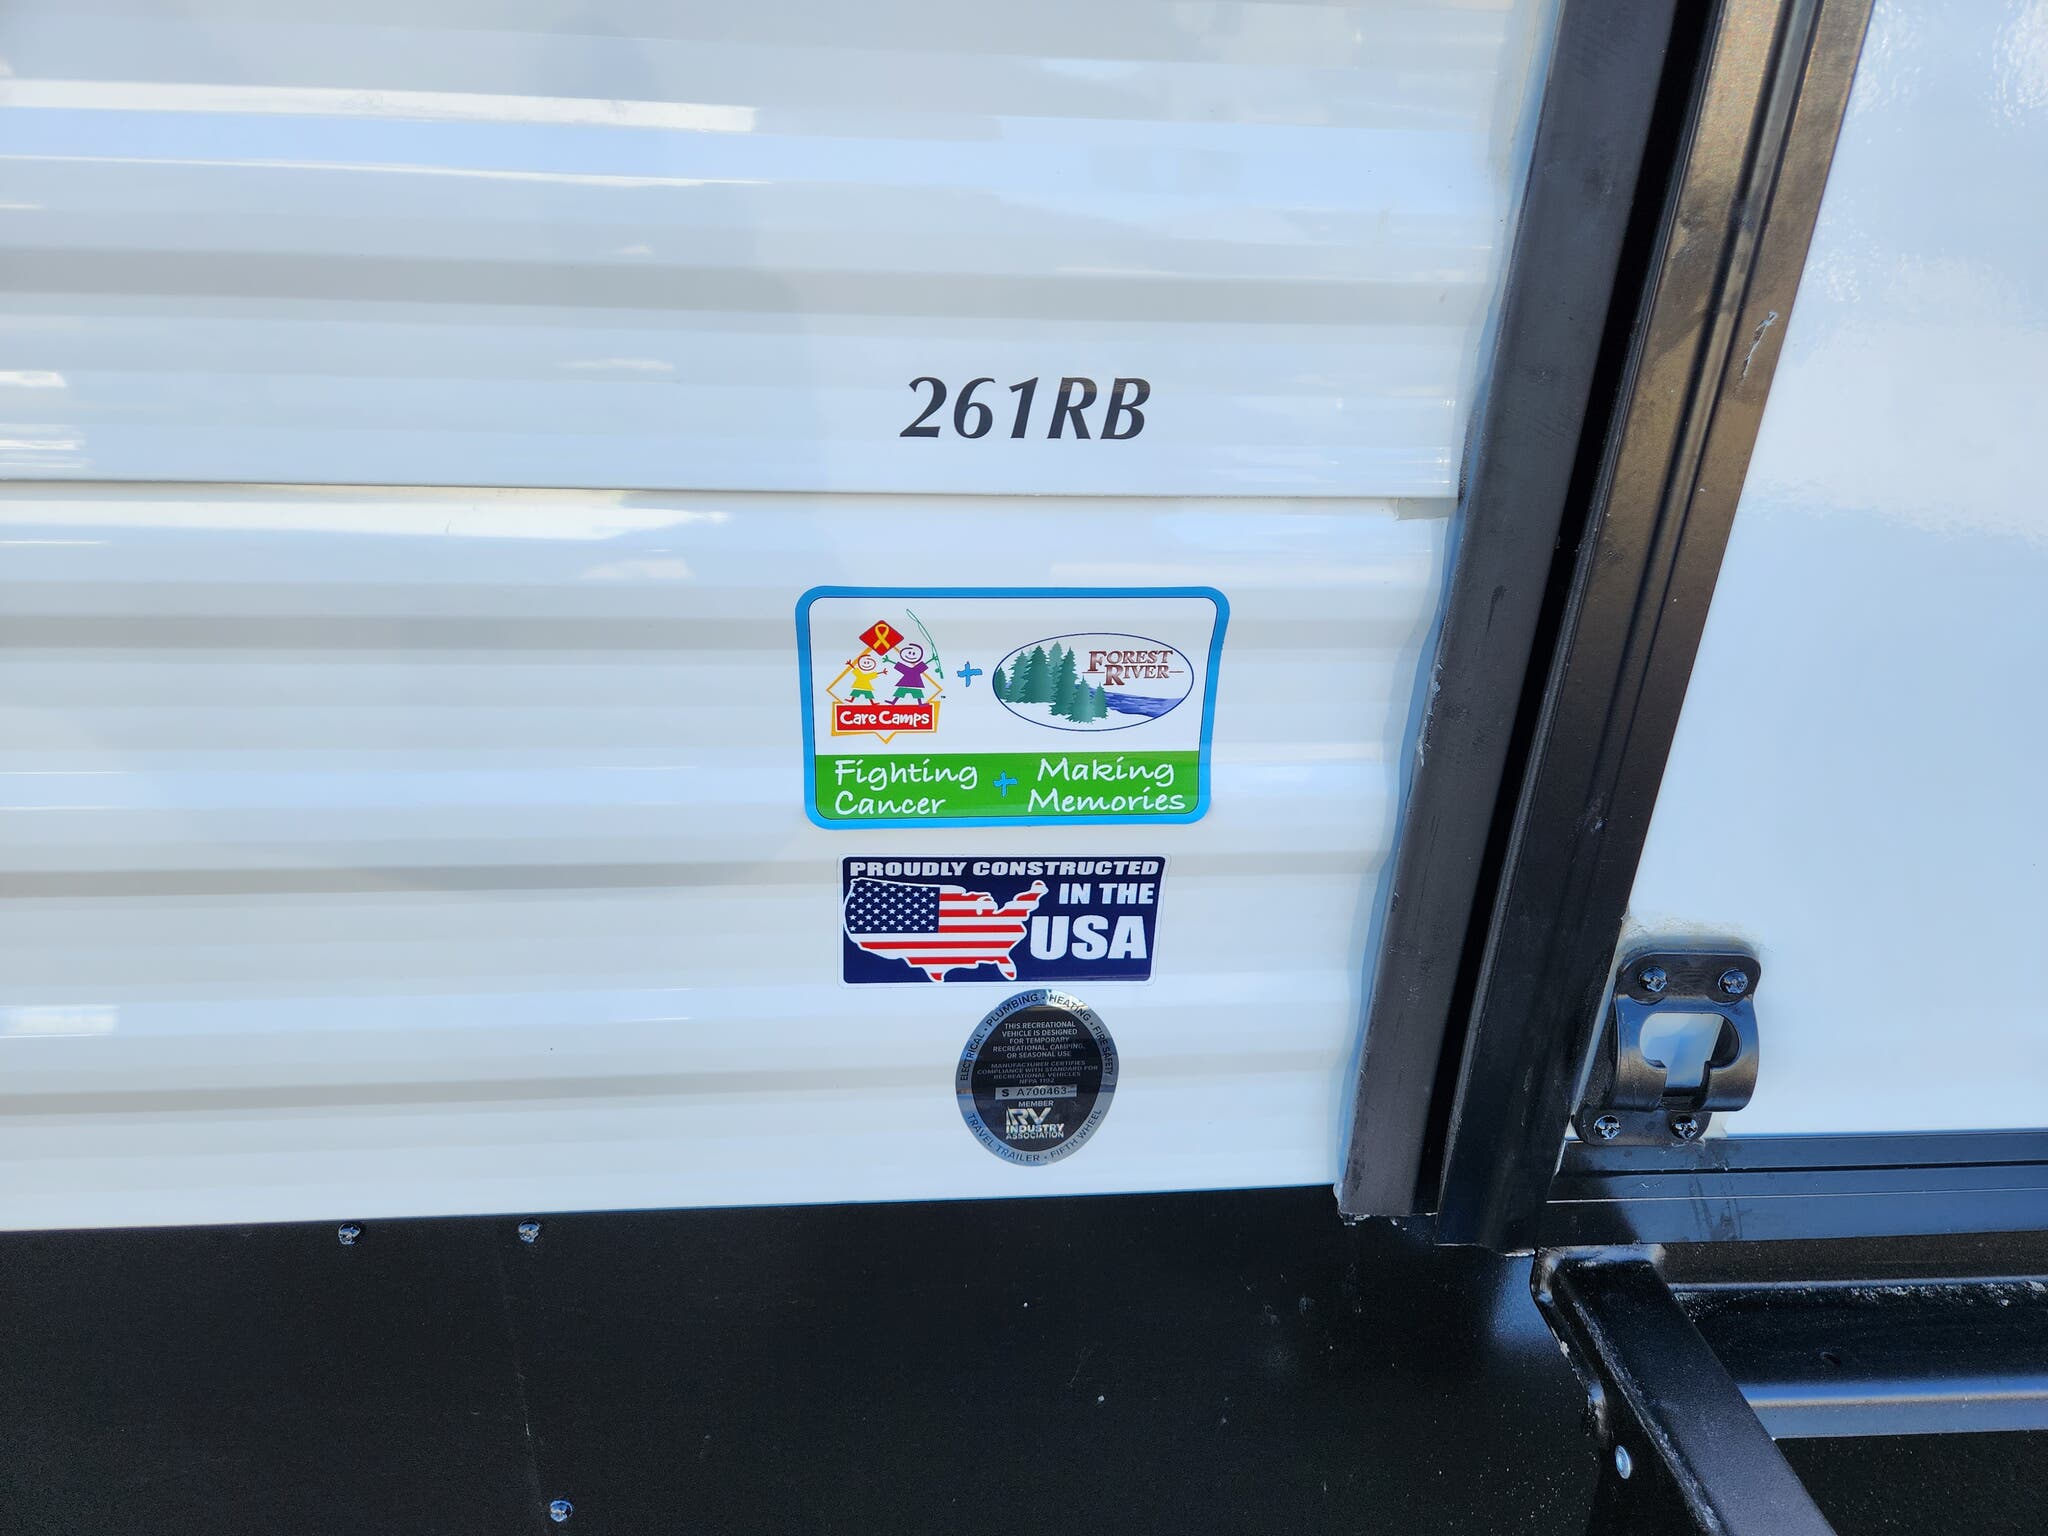 261RB
Care Camps
+
FOREST
RIVER
Fighting
Cancer
+
Making
Memories
PROUDLY CONSTRUCTED
IN THE
USA
ELECTRICAL • PLUMBING • HEATING • FIRE SAFETY
THIS RECREATIONAL
VEHICLE IS DESIGNED
FOR TEMPORARY
RECREATIONAL, CAMPING,
OR SEASONAL USE
MANUFACTURER CERTIFIES
COMPLIANCE WITH STANDARD FOR
RECREATIONAL VEHICLES
NFPA 1192
S A700463
MEMBER
RV
INDUSTRY
ASSOCIATION
TRAVEL TRAILER • FIFTH WHEEL